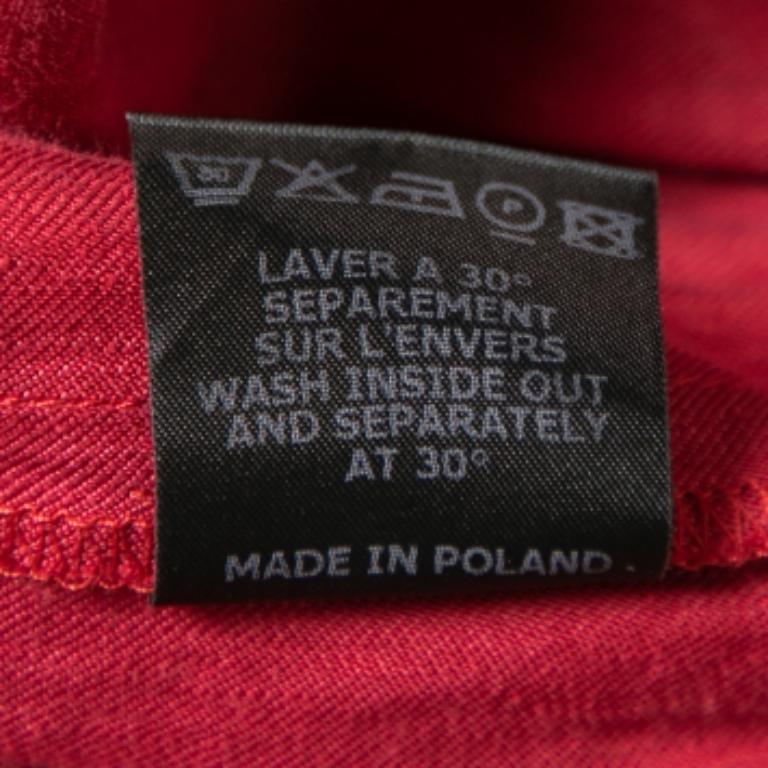 LAVER A 30°
SEPAREMENT
SUR L'ENVERS
WASH INSIDE OUT
AND SEPARATELY
AT 30°
MADE IN POLAND .